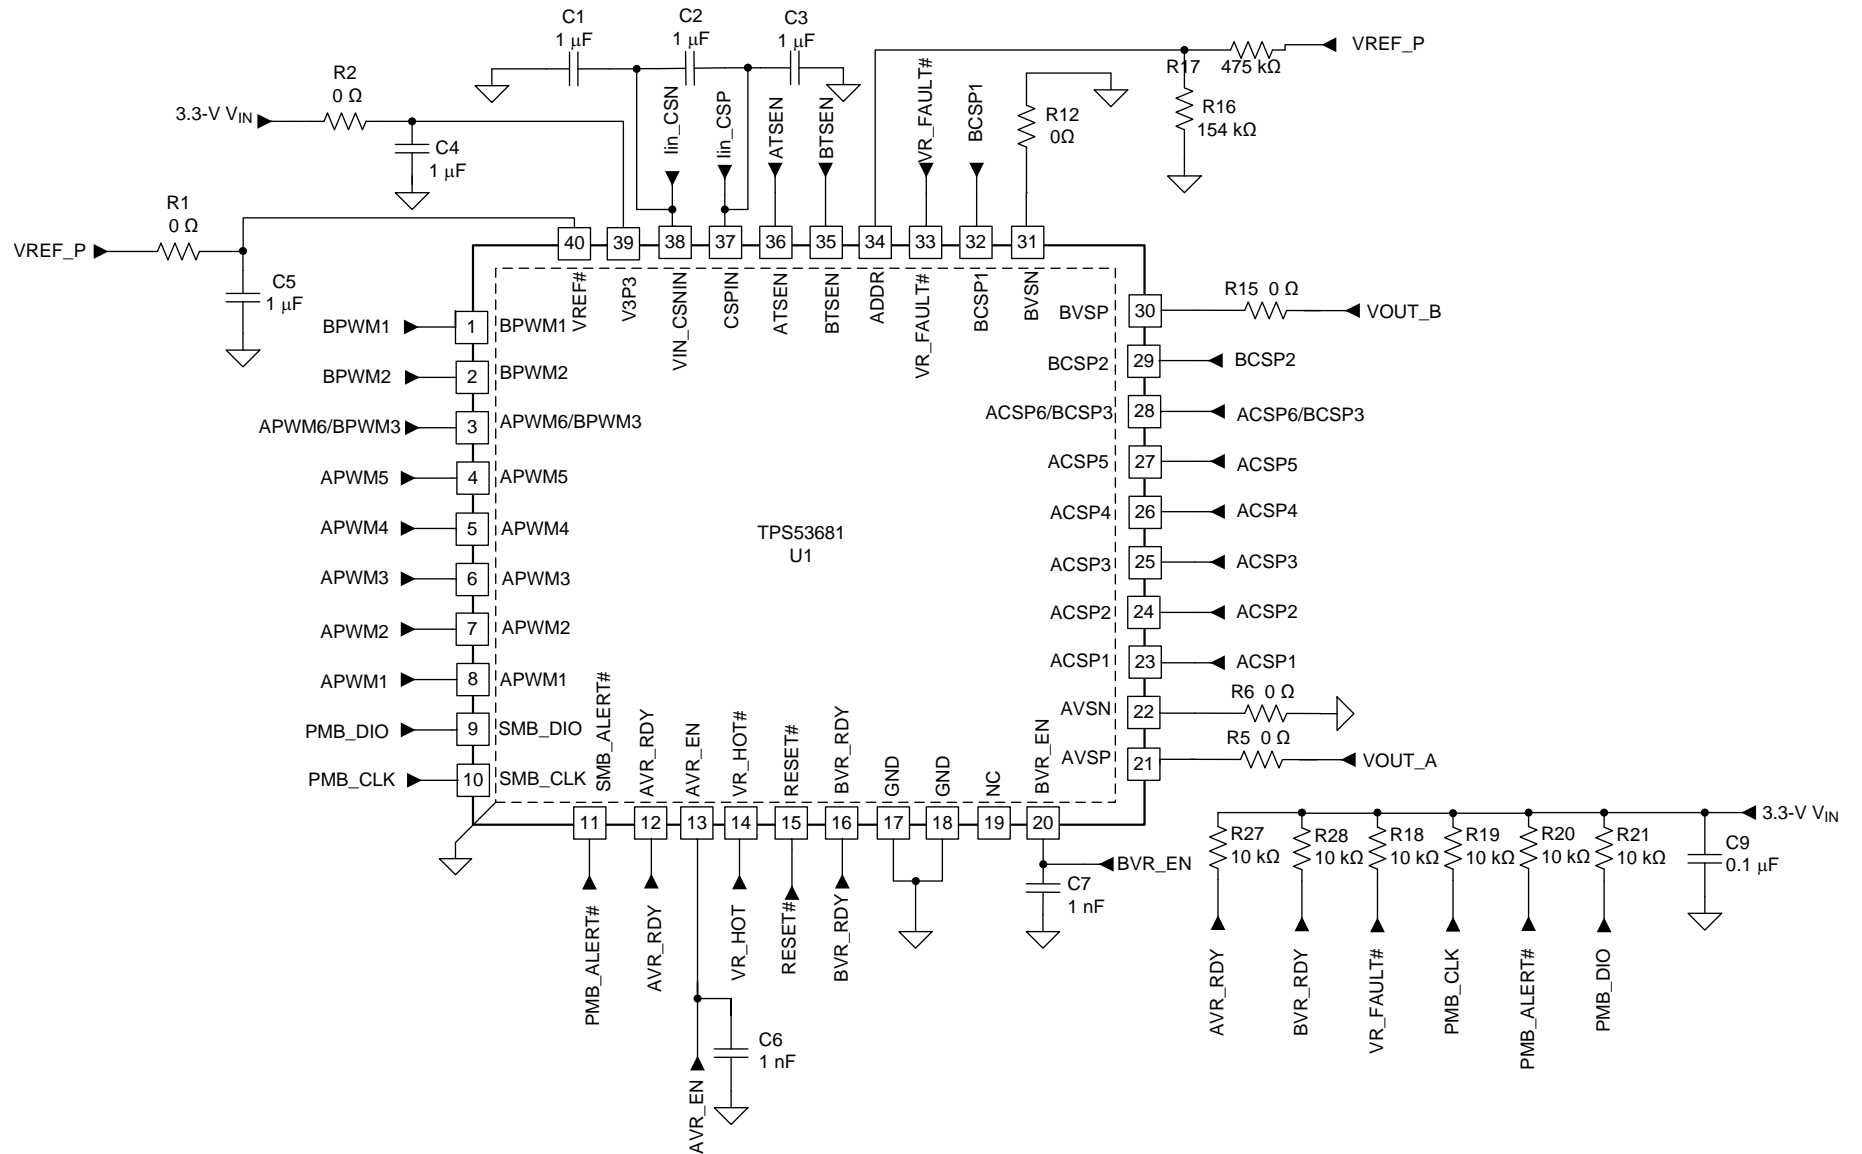 C1
1 μF
C2
1 μF
C3
1 μF
R2
0 Ω
3.3-V VIN
C4
1 μF
R1
0 Ω
VREF_P
C5
1 μF
Iin_CSN
Iin_CSP
ATSEN
BTSEN
VR_FAULT#
BCSP1
R12
0Ω
R17
475 kΩ
VREF_P
R16
154 kΩ
40
39
38
37
36
35
34
33
32
31
VREF#
V3P3
VIN_CSNIN
CSPIN
ATSEN
BTSEN
ADDR
VR_FAULT#
BCSP1
BVSN
BPWM1
1
BPWM1
BPWM2
2
BPWM2
APWM6/BPWM3
3
APWM6/BPWM3
APWM5
4
APWM5
APWM4
5
APWM4
APWM3
6
APWM3
APWM2
7
APWM2
APWM1
8
APWM1
PMB_DIO
9
SMB_DIO
PMB_CLK
10
SMB_CLK
TPS53681
U1
BVSP
30
R15 0 Ω
VOUT_B
BCSP2
29
BCSP2
ACSP6/BCSP3
28
ACSP6/BCSP3
ACSP5
27
ACSP5
ACSP4
26
ACSP4
ACSP3
25
ACSP3
ACSP2
24
ACSP2
ACSP1
23
ACSP1
AVSN
22
R6 0 Ω
AVSP
21
R5 0 Ω
VOUT_A
SMB_ALERT#
AVR_RDY
AVR_EN
VR_HOT#
RESET#
BVR_RDY
GND
GND
NC
BVR_EN
11
12
13
14
15
16
17
18
19
20
PMB_ALERT#
AVR_RDY
AVR_EN
VR_HOT
RESET#
BVR_RDY
BVR_EN
C7
1 nF
C6
1 nF
3.3-V VIN
R27
10 kΩ
R28
10 kΩ
R18
10 kΩ
R19
10 kΩ
R20
10 kΩ
R21
10 kΩ
C9
0.1 μF
AVR_RDY
BVR_RDY
VR_FAULT#
PMB_CLK
PMB_ALERT#
PMB_DIO